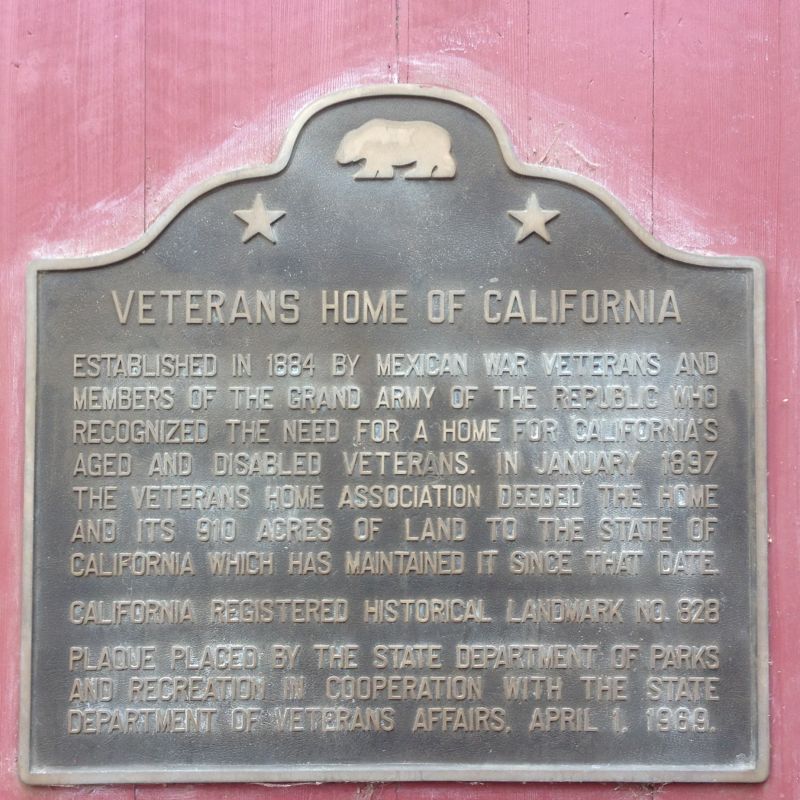 VETERANS HOME OF CALIFORNIA
ESTABLISHED IN 1884 BY MEXICAN WAR VETERANS AND
MEMBERS OF THE GRAND ARMY OF THE REPUBLIC WHO
RECOGNIZED THE NEED FOR A HOME FOR CALIFORNIA'S
AGED AND DISABLED VETERANS. IN JANUARY 1897
THE VETERANS HOME ASSOCIATION DEEDED THE HOME
AND ITS 910 ACRES OF LAND TO THE STATE OF
CALIFORNIA WHICH HAS MAINTAINED IT SINCE THAT DATE.
CALIFORNIA REGISTERED HISTORICAL LANDMARK NO. 828
PLAQUE PLACED BY THE STATE DEPARTMENT OF PARKS
AND RECREATION IN COOPERATION WITH THE STATE
DEPARTMENT OF VETERANS AFFAIRS, APRIL 1, 1969.